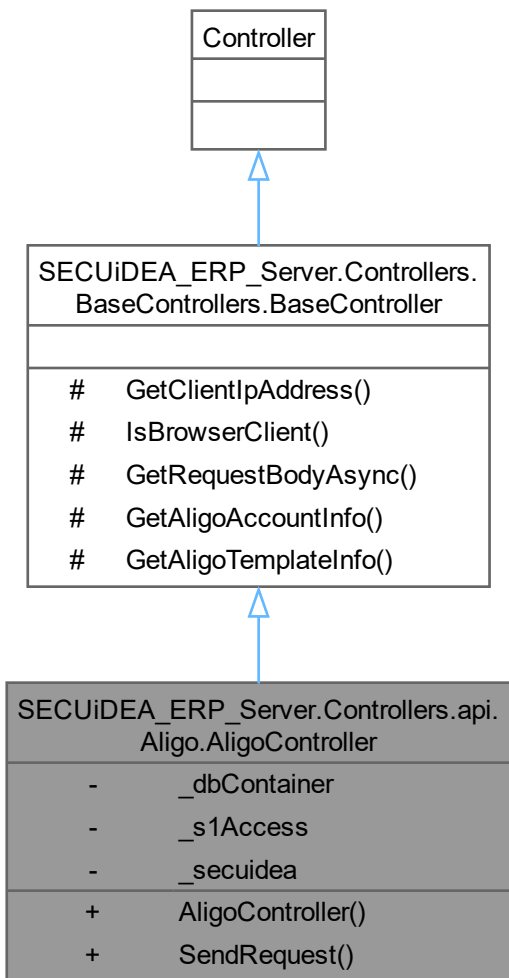 Controller
SECUiDEA_ERP_Server.Controllers.
BaseControllers.BaseController
# GetClientIpAddress()
# IsBrowserClient()
# GetRequestBodyAsync()
# GetAligoAccountInfo()
# GetAligoTemplateInfo()
SECUiDEA_ERP_Server.Controllers.api.
Aligo.AligoController
- _dbContainer
- _s1Access
- _secuidea
+ AligoController()
+ SendRequest()